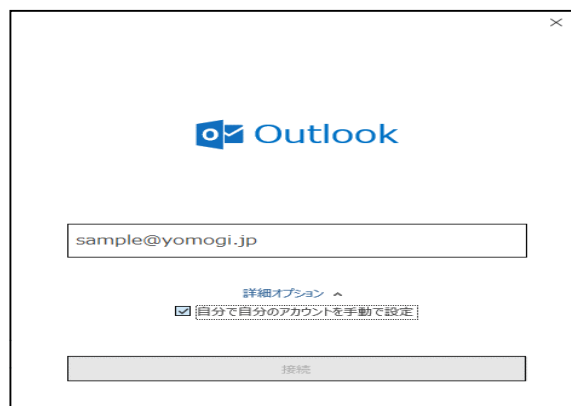 Outlook
sample@yomogi.jp
詳細オプション
自分で自分のアカウントを手動で設定
接続